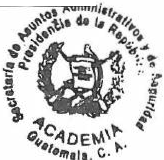 Secretaría de Asuntos Administrativos y de Seguridad
Presidencia de la República
ACADEMIA
Guatemala, C. A.